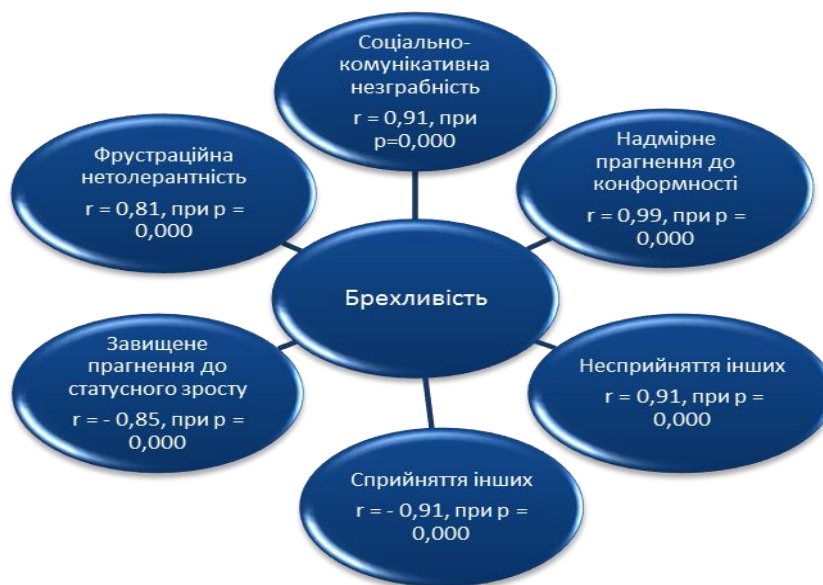 Соціально-
комунікативна
незграбність
r = 0,91, при
p=0,000
Надмірне
прагнення до
конформності
r = 0,99, при p =
0,000
Несприйняття інших
r = 0,91, при p =
0,000
Сприйняття інших
r = - 0,91, при p =
0,000
Завищене
прагнення до
статусного зросту
r = - 0,85, при p =
0,000
Фрустраційна
нетолерантність
r = 0,81, при p =
0,000
Брехливість